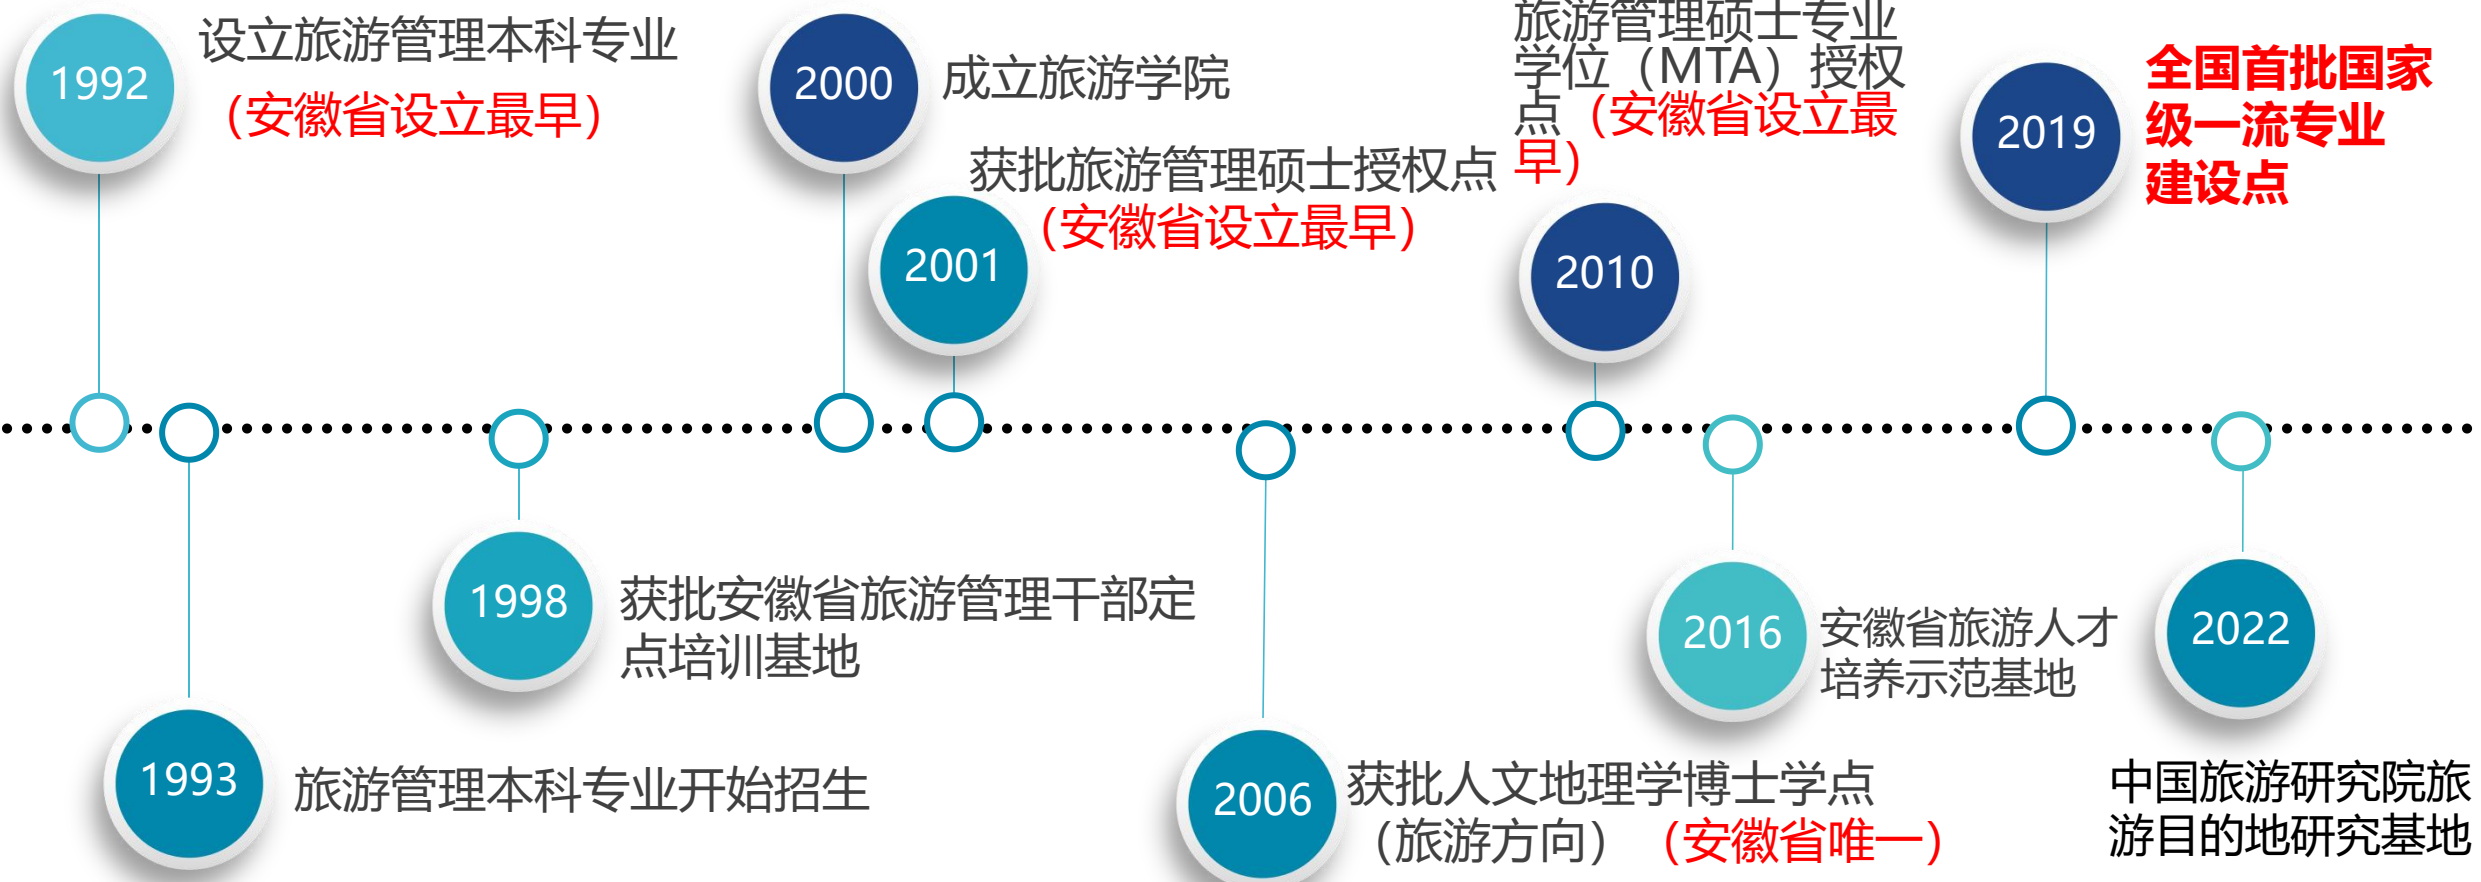 1992
设立旅游管理本科专业
（安徽省设立最早）
1993
旅游管理本科专业开始招生
1998
获批安徽省旅游管理干部定
点培训基地
2000
成立旅游学院
2001
获批旅游管理硕士授权点
（安徽省设立最早）
2006
获批人文地理学博士学点
（旅游方向）（安徽省唯一）
2010
旅游管理硕士专业
学位（MTA）授权
点（安徽省设立最
早）
2016
安徽省旅游人才
培养示范基地
2019
全国首批国家
级一流专业
建设点
2022
中国旅游研究院旅
游目的地研究基地